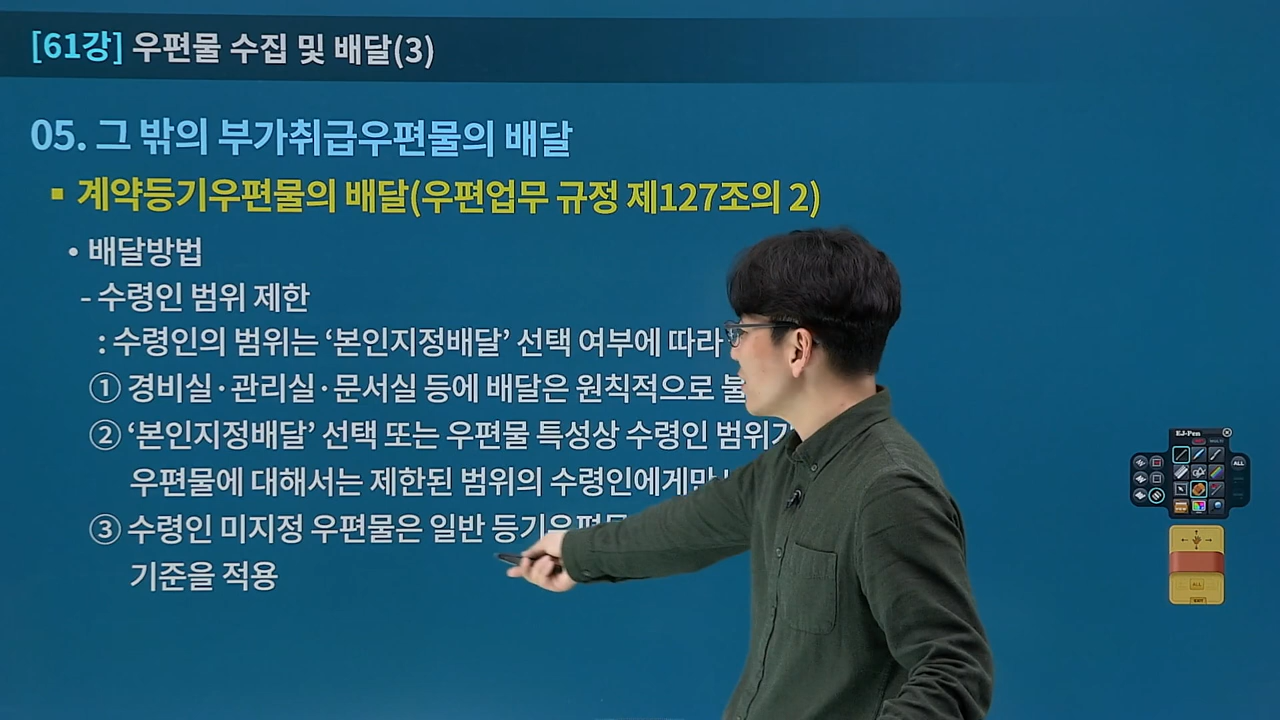 [61강] 우편물 수집 및 배달(3)
05. 그 밖의 부가취급우편물의 배달
▪ 계약등기우편물의 배달(우편업무 규정 제127조의 2)
• 배달방법
- 수령인 범위 제한
: 수령인의 범위는 ‘본인지정배달’ 선택 여부에 따라
① 경비실·관리실·문서실 등에 배달은 원칙적으로
② ‘본인지정배달’ 선택 또는 우편물 특성상 수령인 범위가
우편물에 대해서는 제한된 범위의 수령인에게만
③ 수령인 미지정 우편물은 일반
기준을 적용
EJ-Pen
ALL
ALL
EXIT